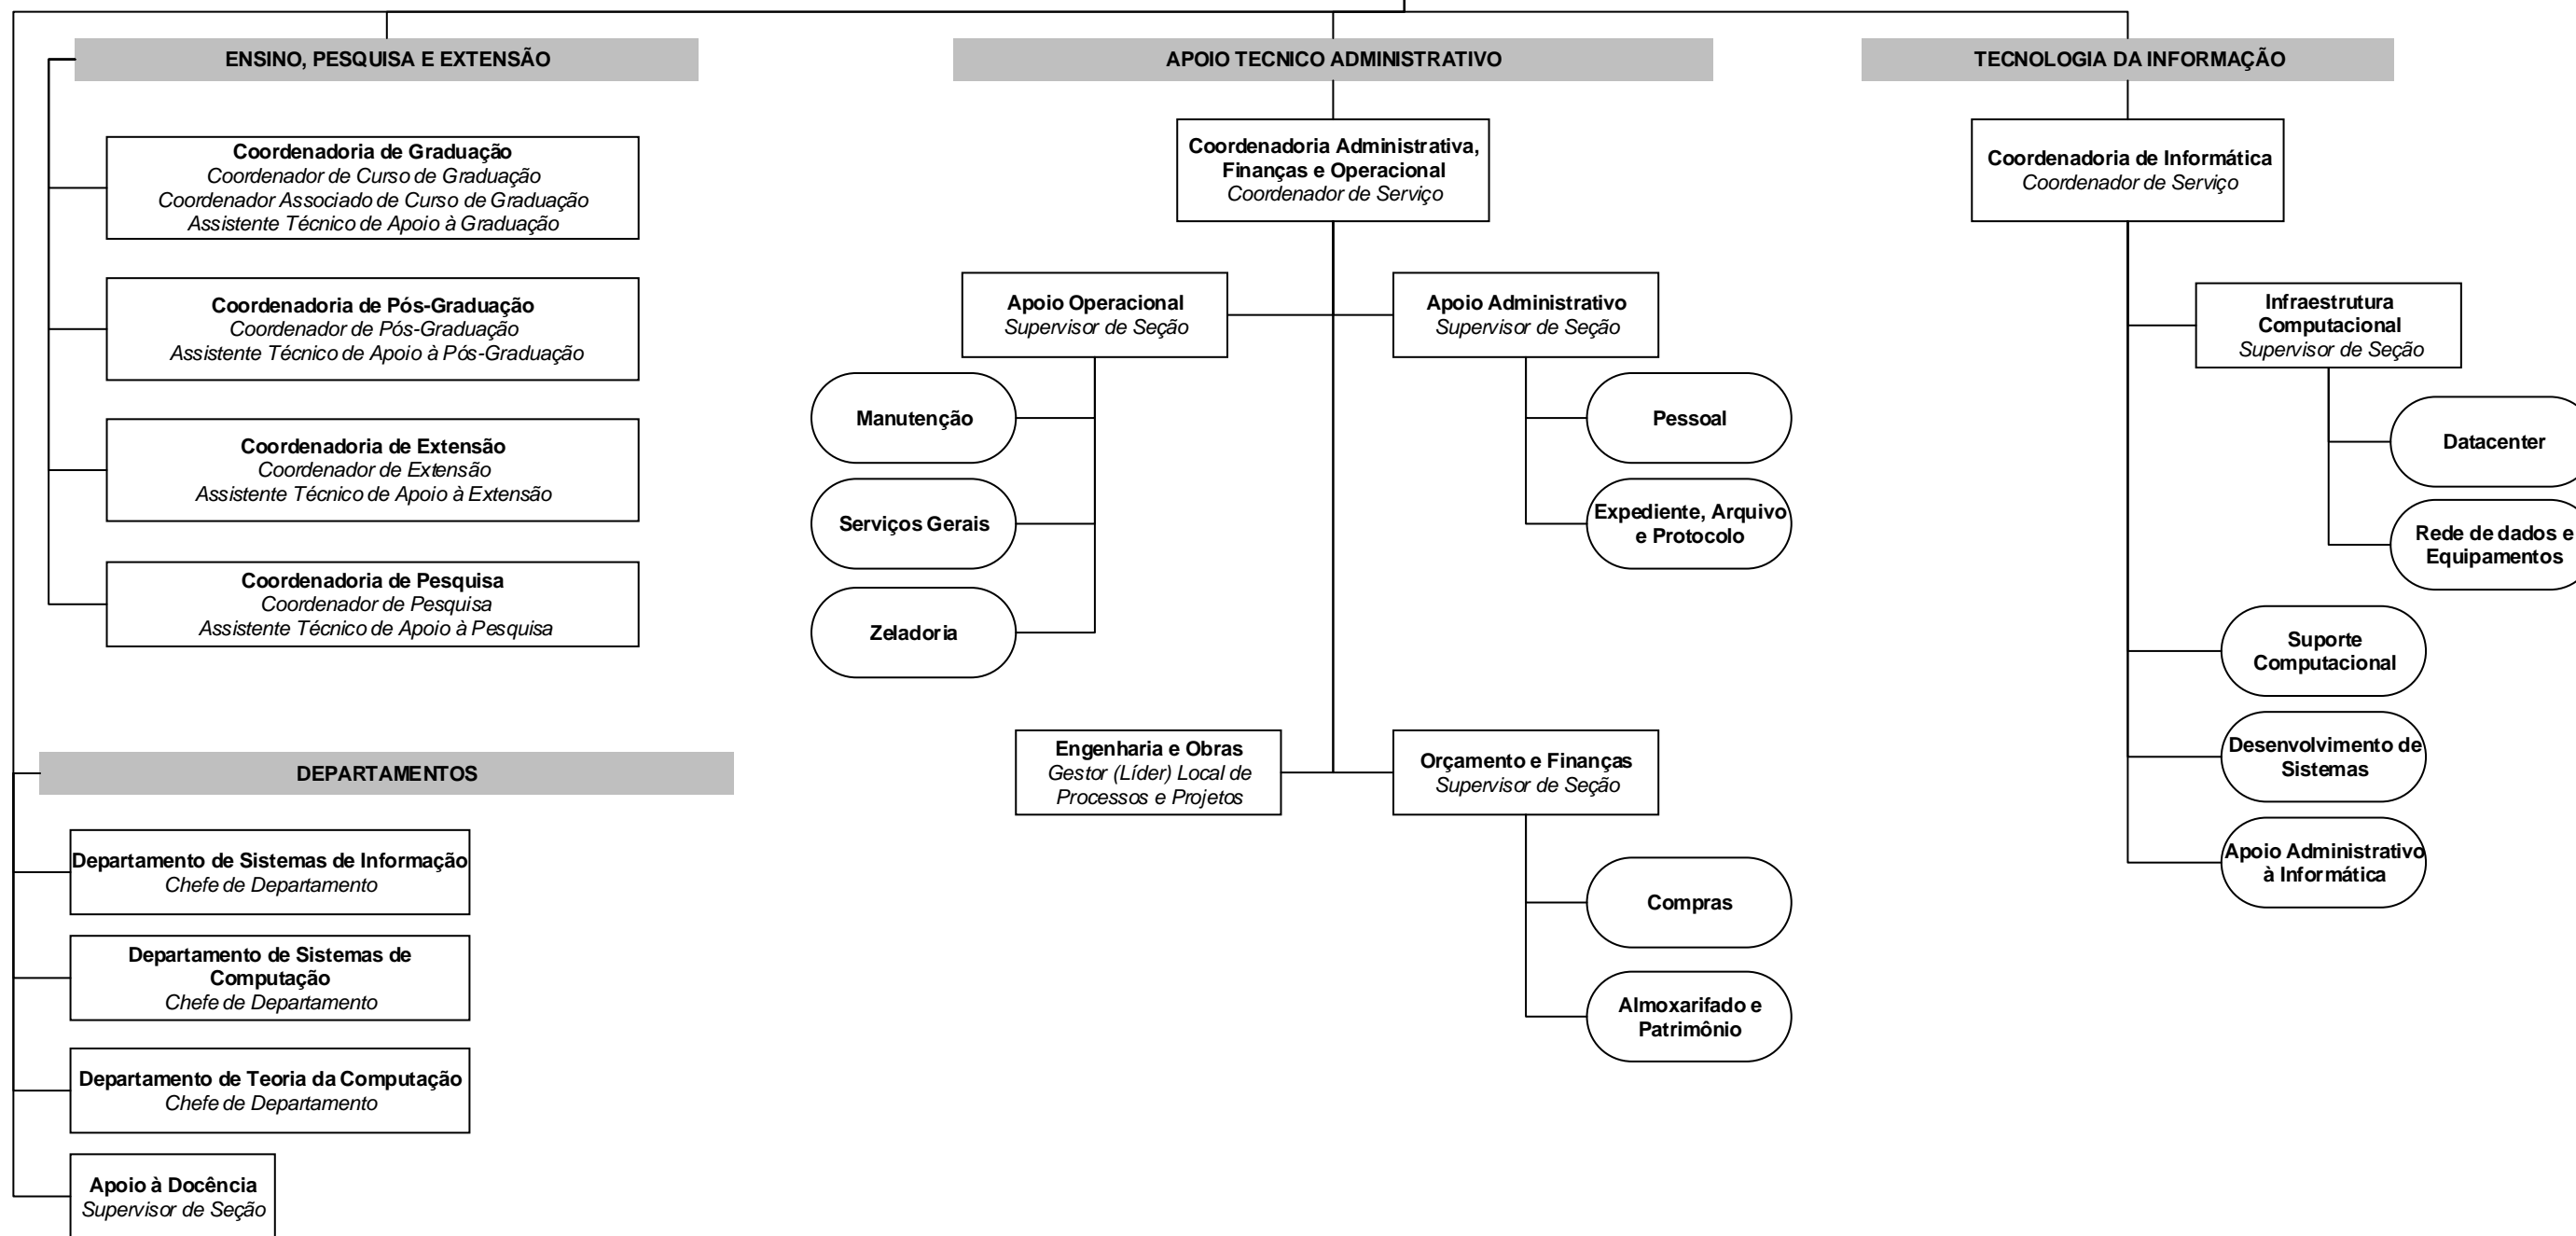 ENSINO, PESQUISA E EXTENSÃO
Coordenadoria de Graduação
Coordenador de Curso de Graduação
Coordenador Associado de Curso de Graduação
Assistente Técnico de Apoio à Graduação
Coordenadoria de Pós-Graduação
Coordenador de Pós-Graduação
Assistente Técnico de Apoio à Pós-Graduação
Coordenadoria de Extensão
Coordenador de Extensão
Assistente Técnico de Apoio à Extensão
Coordenadoria de Pesquisa
Coordenador de Pesquisa
Assistente Técnico de Apoio à Pesquisa
DEPARTAMENTOS
Departamento de Sistemas de Informação
Chefe de Departamento
Departamento de Sistemas de
Computação
Chefe de Departamento
Departamento de Teoria da Computação
Chefe de Departamento
Apoio à Docência
Supervisor de Seção
APOIO TECNICO ADMINISTRATIVO
Coordenadoria Administrativa,
Finanças e Operacional
Coordenador de Serviço
Apoio Operacional
Supervisor de Seção
Manutenção
Serviços Gerais
Zeladoria
Apoio Administrativo
Supervisor de Seção
Pessoal
Expediente, Arquivo
e Protocolo
Engenharia e Obras
Gestor (Líder) Local de
Processos e Projetos
Orçamento e Finanças
Supervisor de Seção
Compras
Almoxarifado e
Patrimônio
TECNOLOGIA DA INFORMAÇÃO
Coordenadoria de Informática
Coordenador de Serviço
Infraestrutura
Computacional
Supervisor de Seção
Datacenter
Rede de dados e
Equipamentos
Suporte
Computacional
Desenvolvimento de
Sistemas
Apoio Administrativo
à Informática